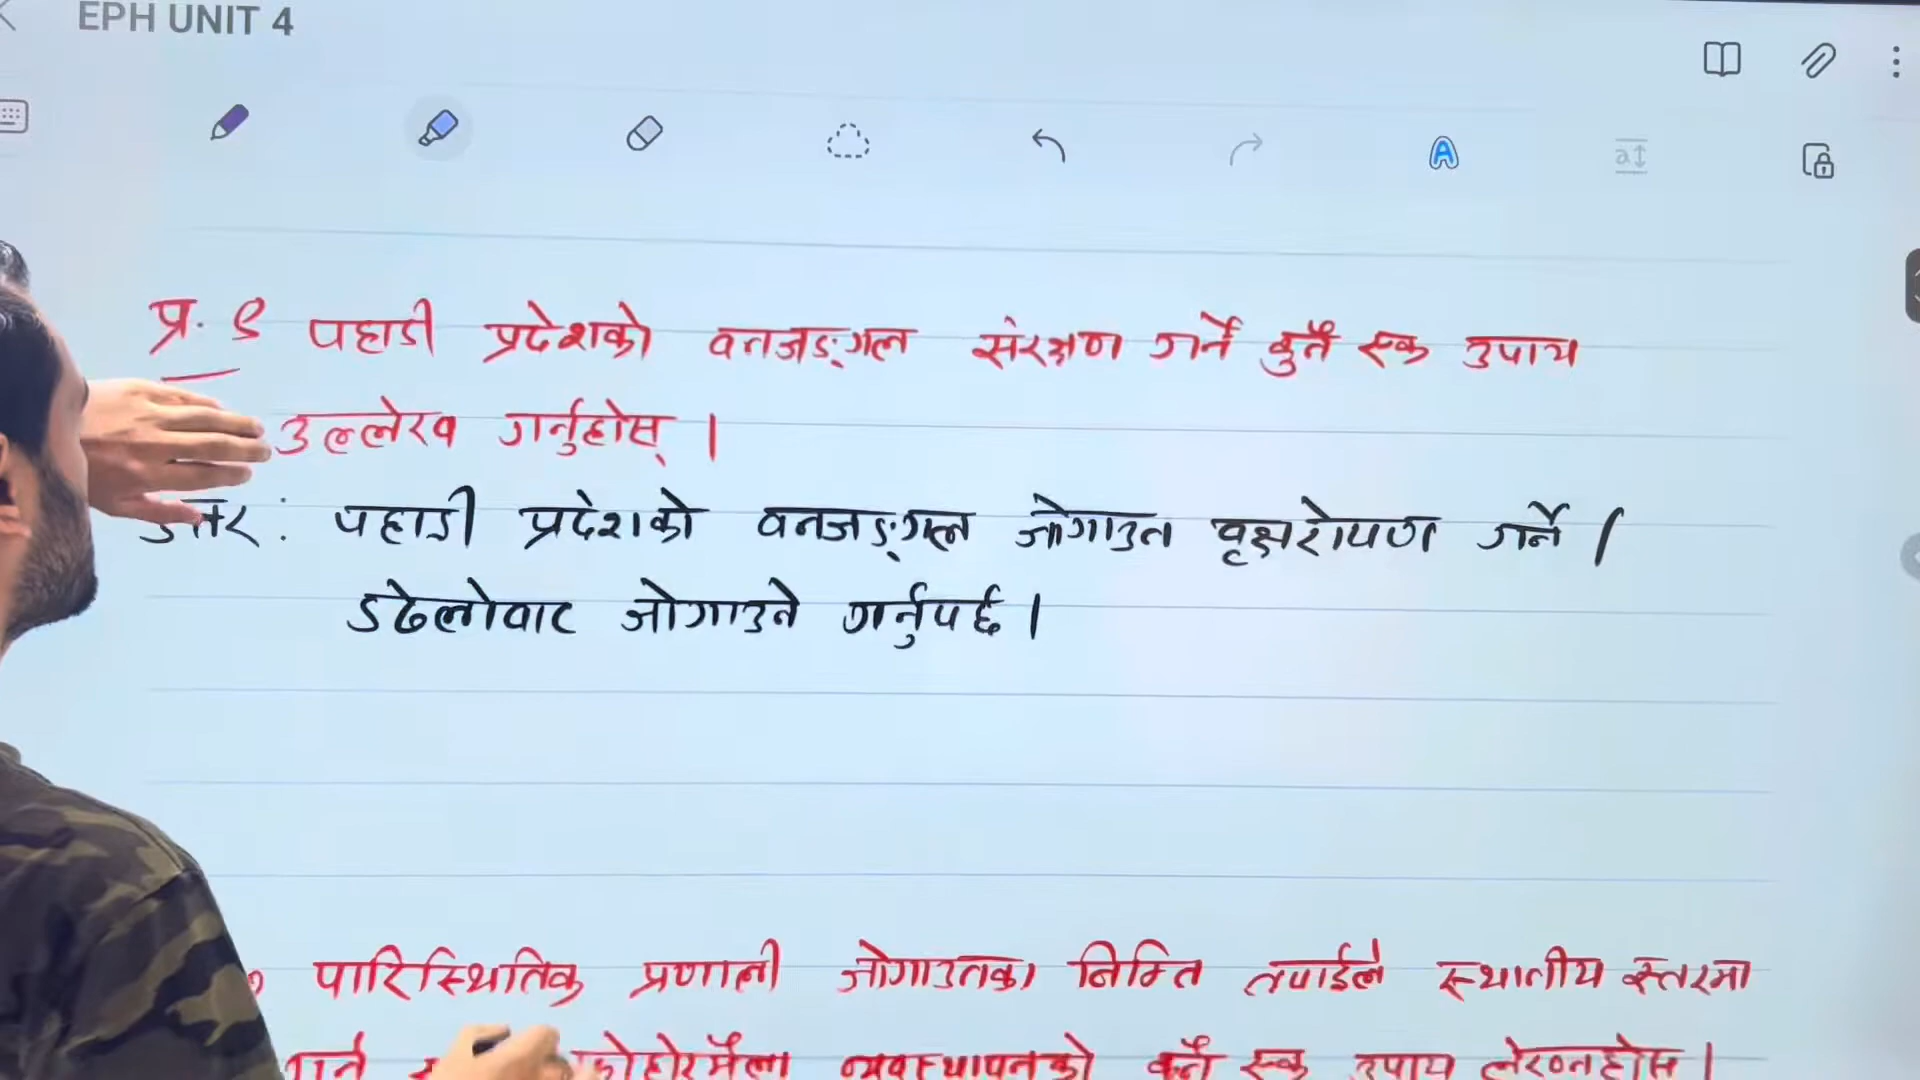 EPH UNIT 4
प्र. ९ पहाडी प्रदेशको वनजङ्गल संरक्षण गर्ने कुनै एक उपाय
उल्लेख गर्नुहोस् ।
उत्तर: पहाडी प्रदेशको वनजङ्गल जोगाउन वृक्षरोपण गर्ने ।
डढेलोवाट जोगाउने गर्नुपर्छ ।
पारिस्थितिक प्रणाली जोगाउनका निम्ति तपाईले स्थानीय स्तरमा
गर्ने फोहोरमैला व्यवस्थापनको कुनै एक उपाय लेख्नुहोस ।